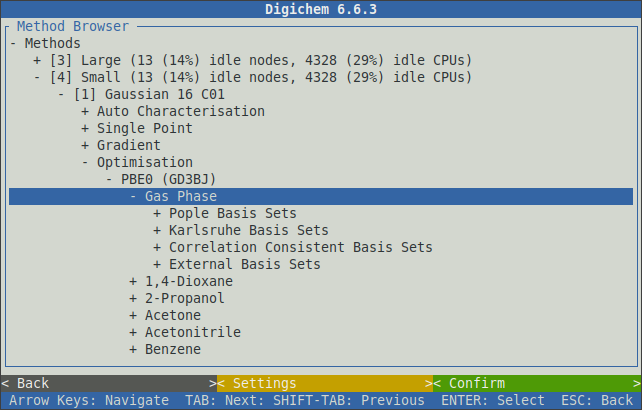 Digichem 6.6.3
Method Browser
- Methods
+ [3] Large (13 (14%) idle nodes, 4328 (29%) idle CPUs)
- [4] Small (13 (14%) idle nodes, 4328 (29%) idle CPUs)
- [1] Gaussian 16 C01
+ Auto Characterisation
+ Single Point
+ Gradient
- Optimisation
- PBE0 (GD3BJ)
- Gas Phase
+ Pople Basis Sets
+ Karlsruhe Basis Sets
+ Correlation Consistent Basis Sets
+ External Basis Sets
+ 1,4-Dioxane
+ 2-Propanol
+ Acetone
+ Acetonitrile
+ Benzene
< Back >< Settings >< Confirm >
Arrow Keys: Navigate TAB: Next: SHIFT-TAB: Previous ENTER: Select ESC: Back